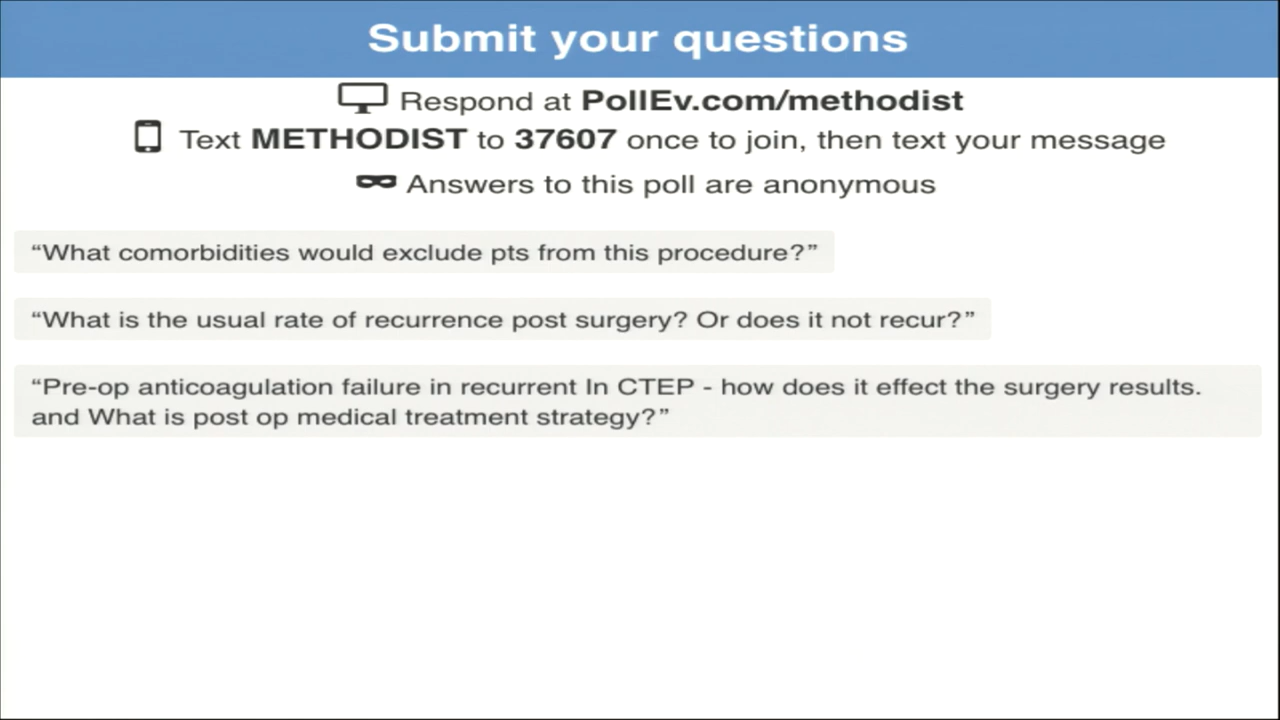 Submit your questions
Respond at PollEv.com/methodist
Text METHODIST to 37607 once to join, then text your message
Answers to this poll are anonymous
“What comorbidities would exclude pts from this procedure?”
“What is the usual rate of recurrence post surgery? Or does it not recur?”
“Pre-op anticoagulation failure in recurrent In CTEP - how does it effect the surgery results.
and What is post op medical treatment strategy?”